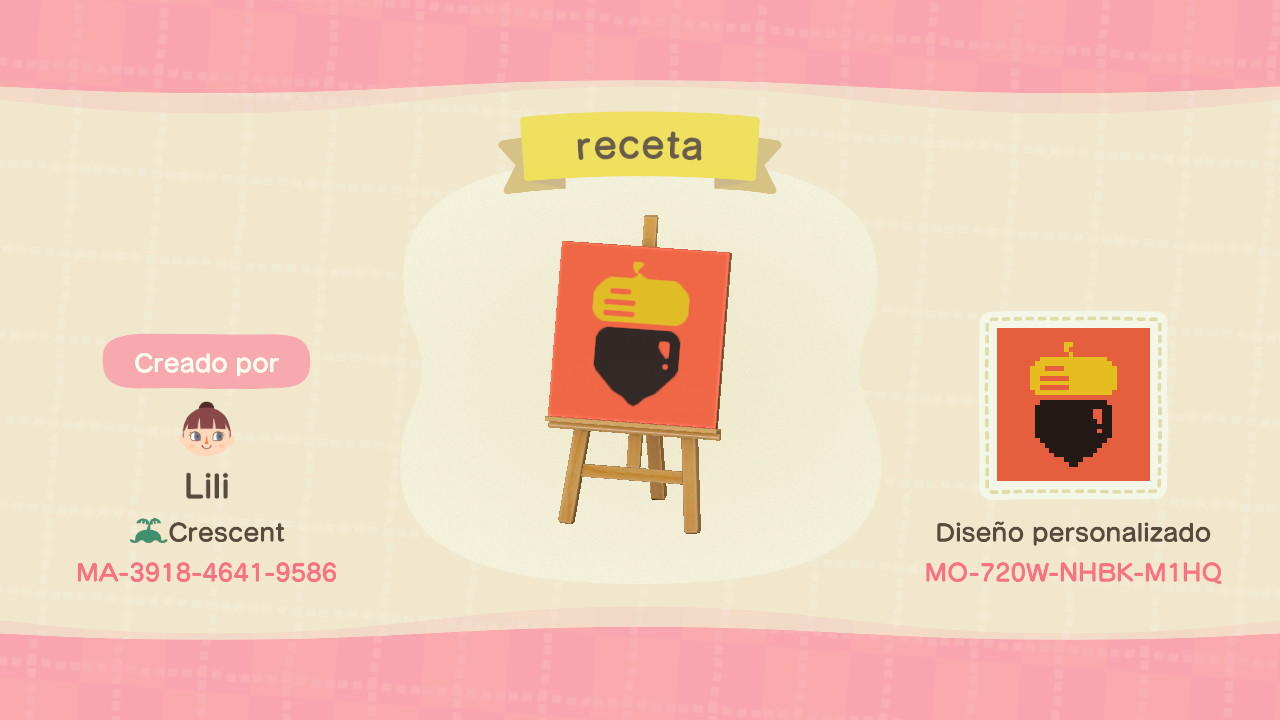 receta
Creado por
Lili
Crescent
MA-3918-4641-9586
Diseño personalizado
MO-720W-NHBK-M1HQ